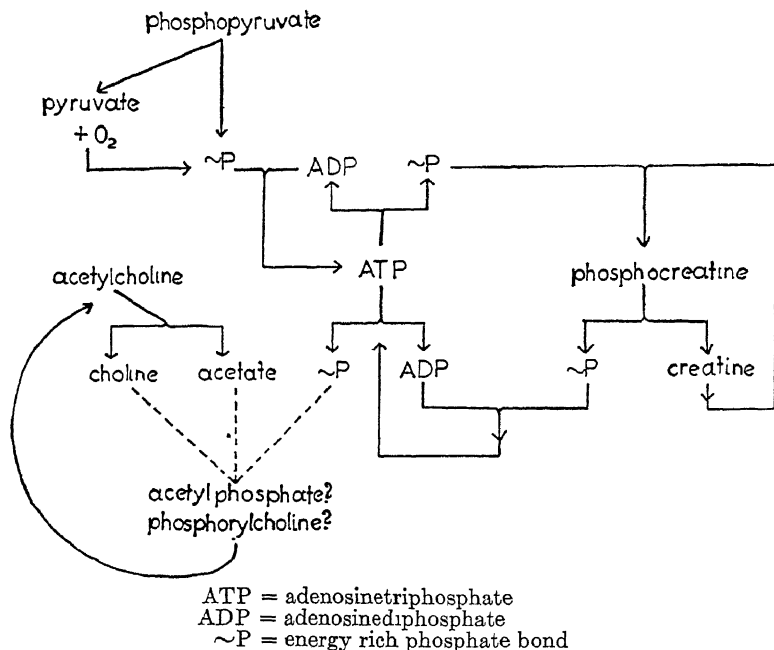 phosphopyruvate
pyruvate
+ O₂
~P
ADP
~P
acetylcholine
ATP
phosphocreatine
choline
acetate
~P
ADP
~P
creatine
acetyl phosphate?
phosphorylcholine?
ATP = adenosinetriphosphate
ADP = adenosinediphosphate
~P = energy rich phosphate bond